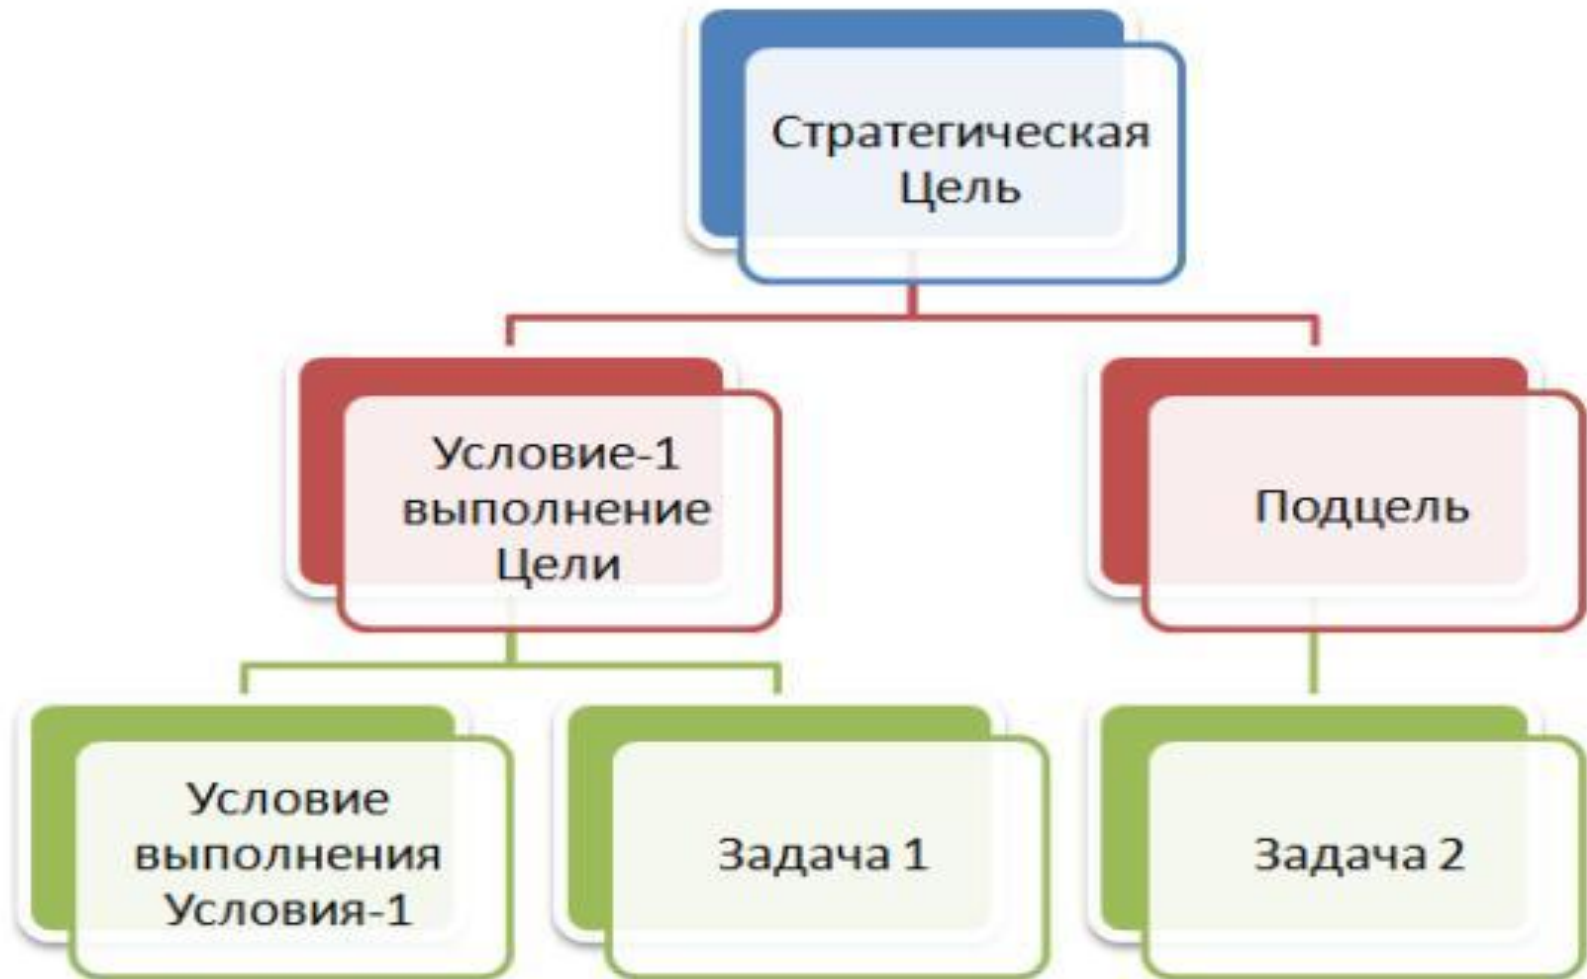 Стратегическая
Цель
Условие-1
выполнение
Цели
Подцель
Условие
выполнения
Условия-1
Задача 1
Задача 2